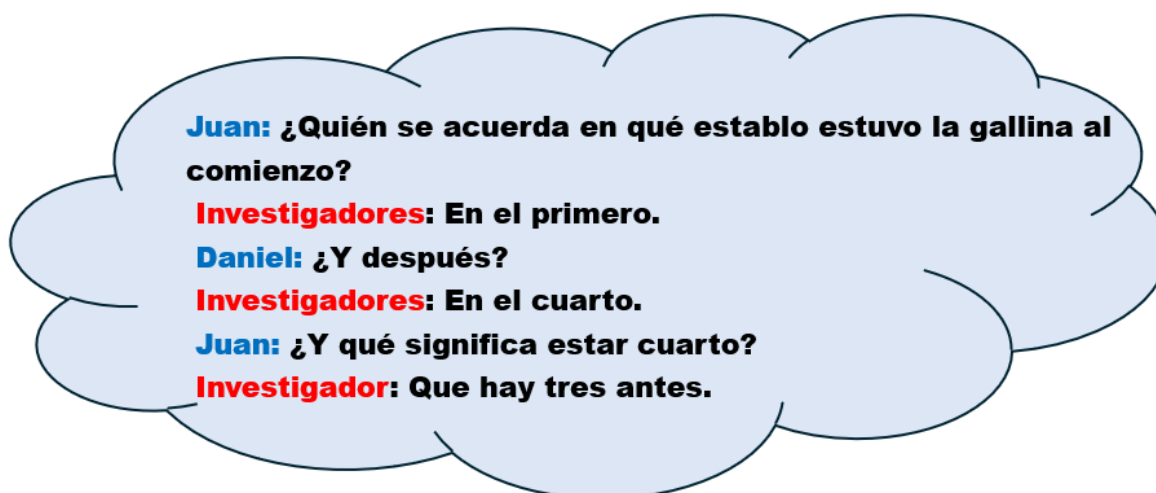 Juan: ¿Quién se acuerda en qué establo estuvo la gallina al
comienzo?
Investigadores: En el primero.
Daniel: ¿Y después?
Investigadores: En el cuarto.
Juan: ¿Y qué significa estar cuarto?
Investigador: Que hay tres antes.